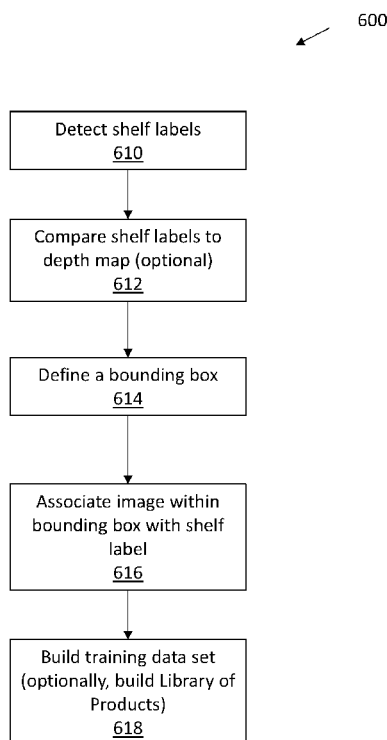 600
Detect shelf labels
610
Compare shelf labels to
depth map (optional)
612
Define a bounding box
614
Associate image within
bounding box with shelf
label
616
Build training data set
(optionally, build Library of
Products)
618